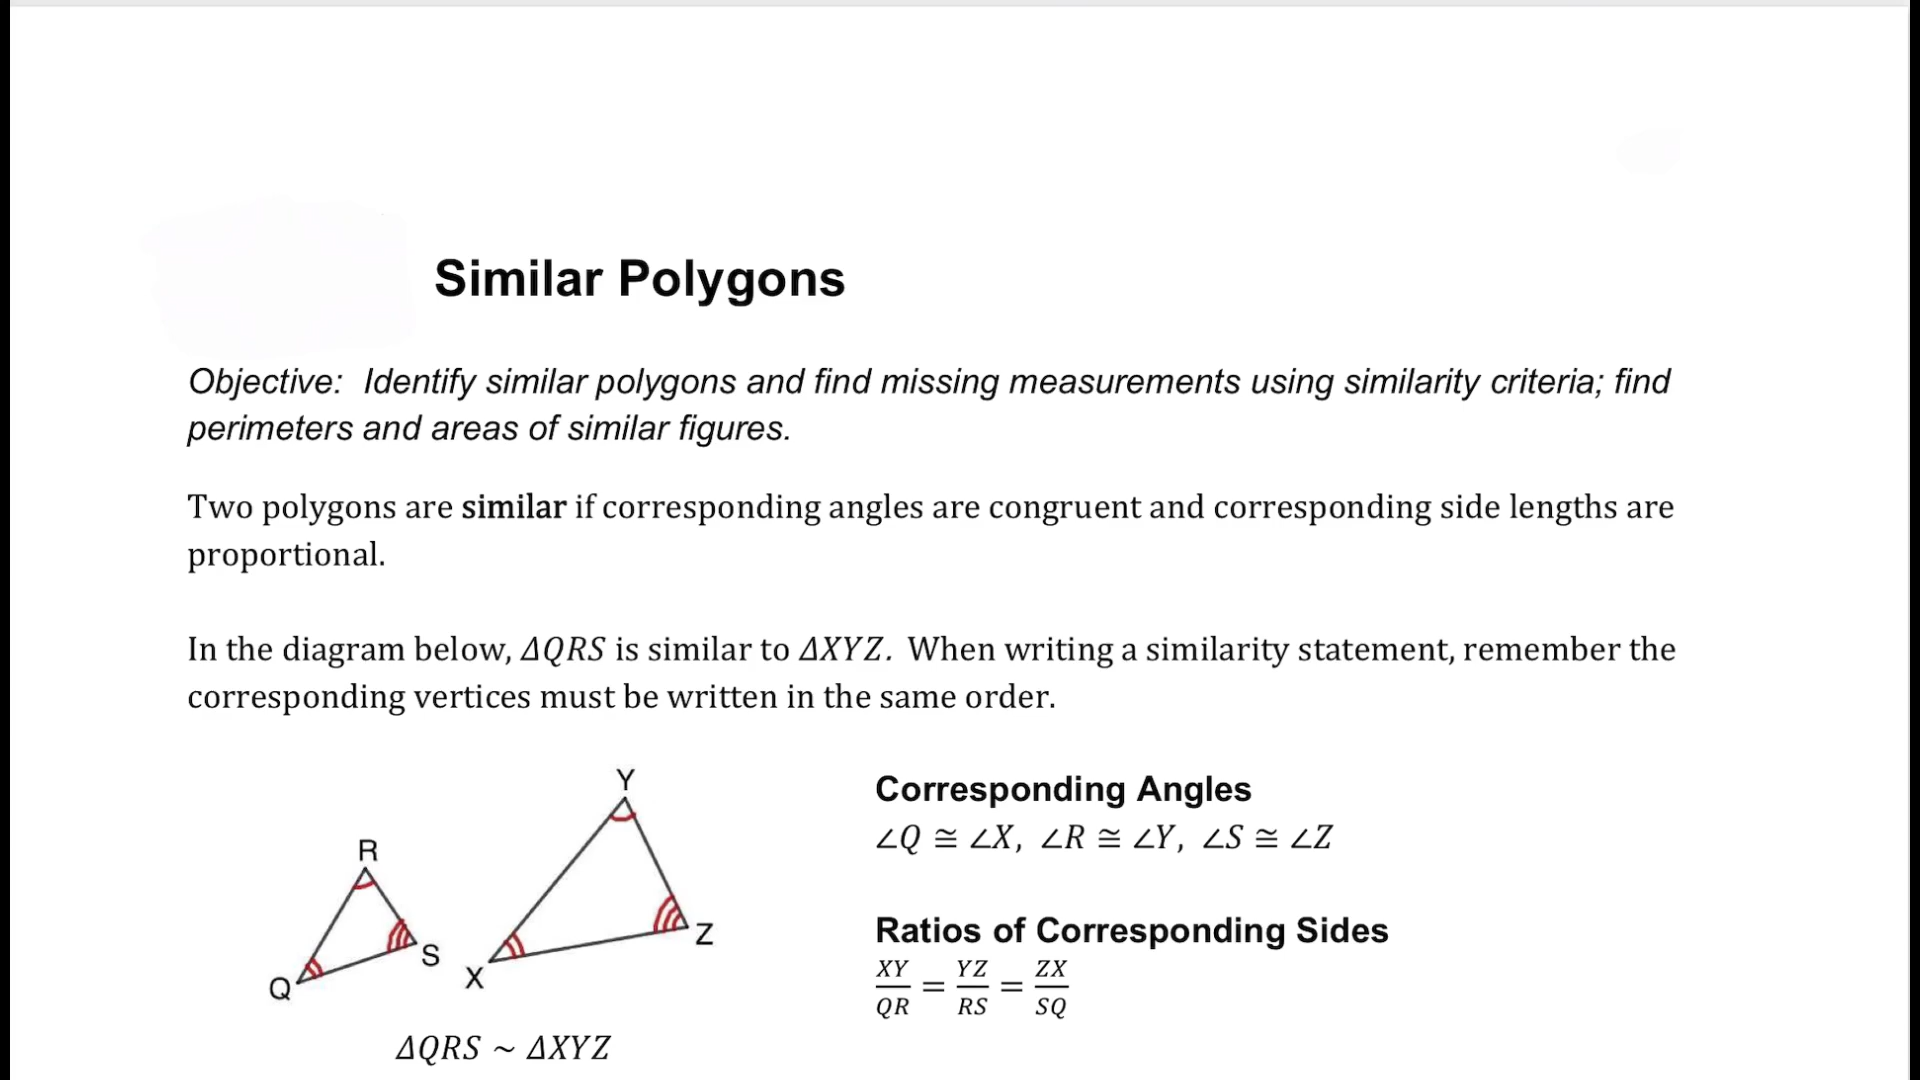 Similar Polygons
Objective: Identify similar polygons and find missing measurements using similarity criteria; find
perimeters and areas of similar figures.
Two polygons are similar if corresponding angles are congruent and corresponding side lengths are
proportional.
In the diagram below, ΔQRS is similar to ΔXYZ. When writing a similarity statement, remember the
corresponding vertices must be written in the same order.
R
S
Q
Y
Z
X
ΔQRS ~ ΔXYZ
Corresponding Angles
∠Q ≅ ∠X, ∠R ≅ ∠Y, ∠S ≅ ∠Z
Ratios of Corresponding Sides
XY/QR = YZ/RS = ZX/SQ